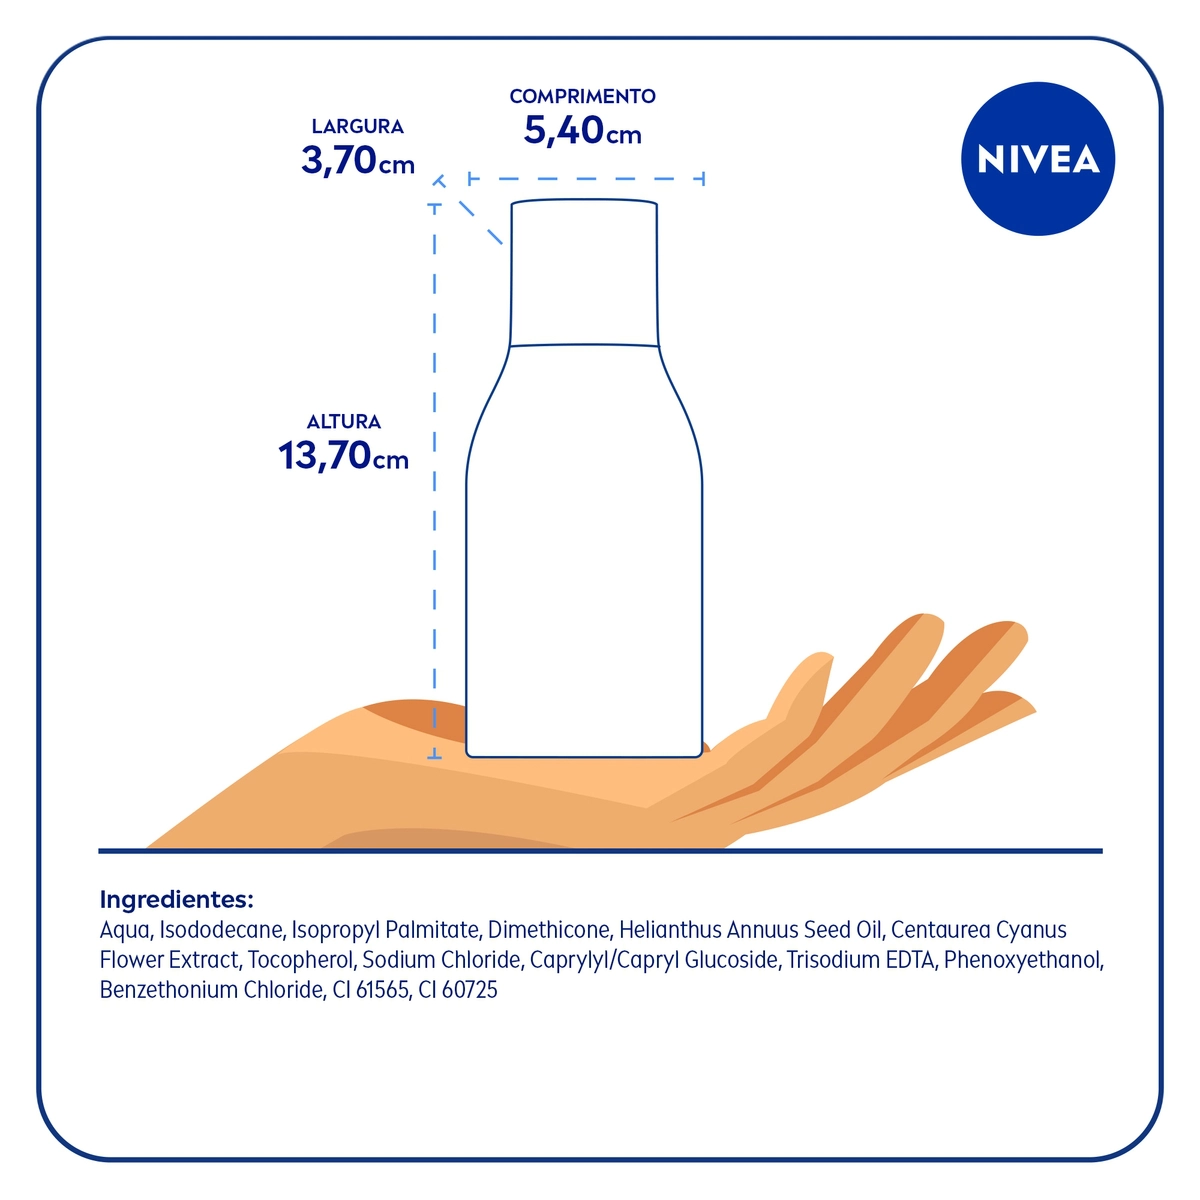 COMPRIMENTO
5,40cm
LARGURA
3,70cm
NIVEA
ALTURA
13,70cm
Ingredientes:
Aqua, Isododecane, Isopropyl Palmitate, Dimethicone, Helianthus Annuus Seed Oil, Centaurea Cyanus
Flower Extract, Tocopherol, Sodium Chloride, Caprylyl/Capryl Glucoside, Trisodium EDTA, Phenoxyethanol,
Benzethonium Chloride, CI 61565, CI 60725